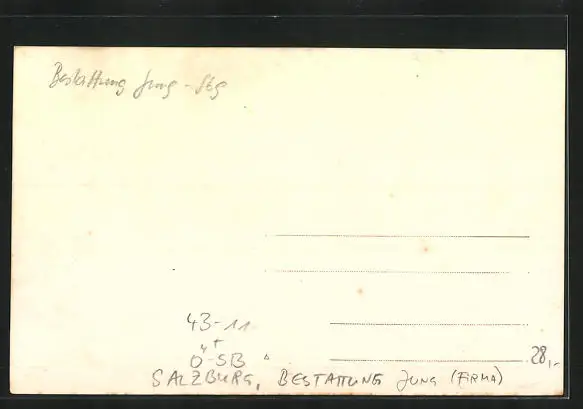 Bestattung Jung - Sbg
43-11
Ö-SB
28,-
SALZBURG, BESTATTUNG JUNG (FIRMA)